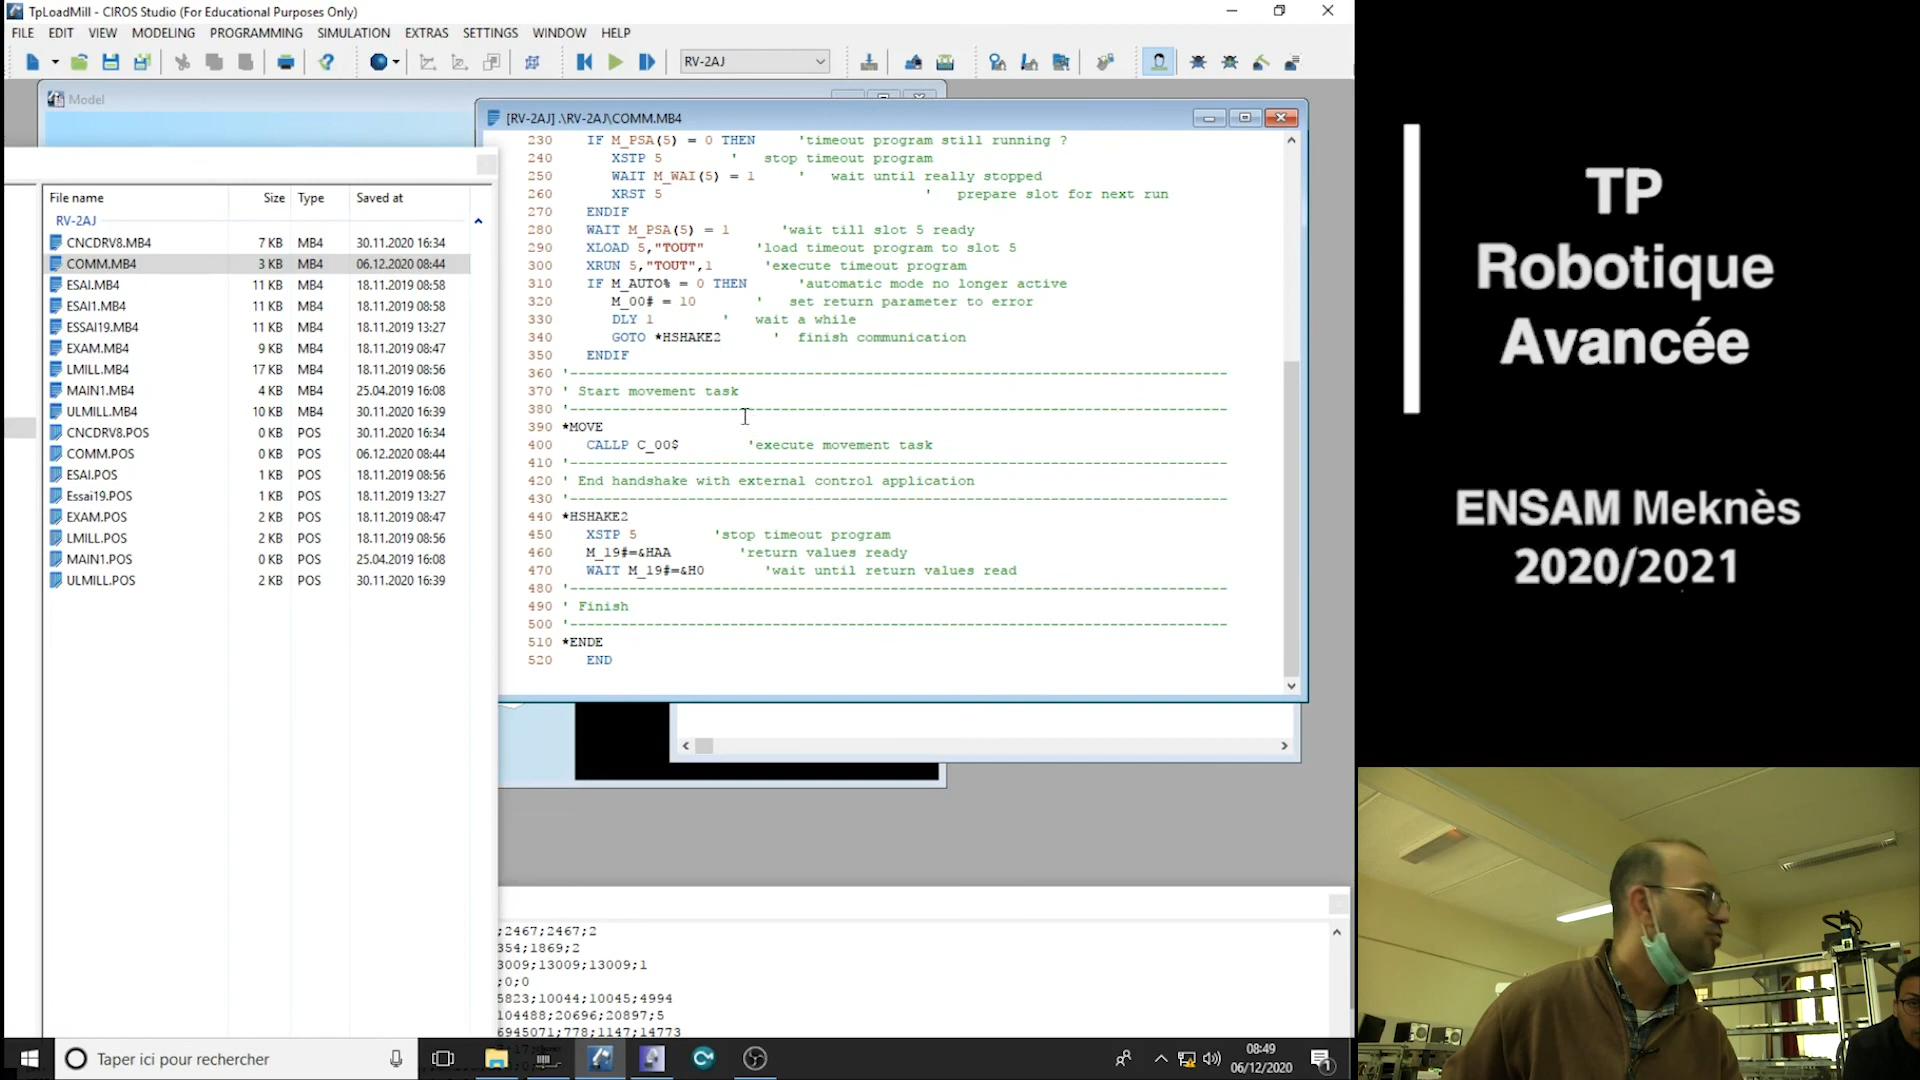 TpLoadMill - CIROS Studio (For Educational Purposes Only)
FILE EDIT VIEW MODELING PROGRAMMING SIMULATION EXTRAS SETTINGS WINDOW HELP
RV-2AJ
Model
[RV-2AJ] .\RV-2AJ\COMM.MB4
File name Size Type Saved at
RV-2AJ
CNCDRV8.MB4 7 KB MB4 30.11.2020 16:34
COMM.MB4 3 KB MB4 06.12.2020 08:44
ESAI.MB4 11 KB MB4 18.11.2019 08:58
ESAI1.MB4 11 KB MB4 18.11.2019 08:58
ESSAI19.MB4 11 KB MB4 18.11.2019 13:27
EXAM.MB4 9 KB MB4 18.11.2019 08:47
LMILL.MB4 17 KB MB4 18.11.2019 08:56
MAIN1.MB4 4 KB MB4 25.04.2019 16:08
ULMILL.MB4 10 KB MB4 30.11.2020 16:39
CNCDRV8.POS 0 KB POS 30.11.2020 16:34
COMM.POS 0 KB POS 06.12.2020 08:44
ESAI.POS 1 KB POS 18.11.2019 08:56
Essai19.POS 1 KB POS 18.11.2019 13:27
EXAM.POS 2 KB POS 18.11.2019 08:47
LMILL.POS 2 KB POS 18.11.2019 08:56
MAIN1.POS 0 KB POS 25.04.2019 16:08
ULMILL.POS 2 KB POS 30.11.2020 16:39
230 IF M_PSA(5) = 0 THEN 'timeout program still running ?
240 XSTP 5 ' stop timeout program
250 WAIT M_WAI(5) = 1 ' wait until really stopped
260 XRST 5 ' prepare slot for next run
270 ENDIF
280 WAIT M_PSA(5) = 1 'wait till slot 5 ready
290 XLOAD 5,"TOUT" 'load timeout program to slot 5
300 XRUN 5,"TOUT",1 'execute timeout program
310 IF M_AUTO% = 0 THEN 'automatic mode no longer active
320 M_00# = 10 ' set return parameter to error
330 DLY 1 ' wait a while
340 GOTO *HSHAKE2 ' finish communication
350 ENDIF
360 '------------------------------------------------------------------------------
370 ' Start movement task
380 '------------------------------------------------------------------------------
390 *MOVE
400 CALLP C_00$ 'execute movement task
410 '------------------------------------------------------------------------------
420 ' End handshake with external control application
430 '------------------------------------------------------------------------------
440 *HSHAKE2
450 XSTP 5 'stop timeout program
460 M_19#=&HAA 'return values ready
470 WAIT M_19#=&H0 'wait until return values read
480 '------------------------------------------------------------------------------
490 ' Finish
500 '------------------------------------------------------------------------------
510 *ENDE
520 END
;2467;2467;2
354;1869;2
3009;13009;13009;1
;0;0
5823;10044;10045;4994
104488;20696;20897;5
6945071;778;1147;14773
Taper ici pour rechercher
08:49
06/12/2020
1
TP
Robotique
Avancée
ENSAM Meknès
2020/2021